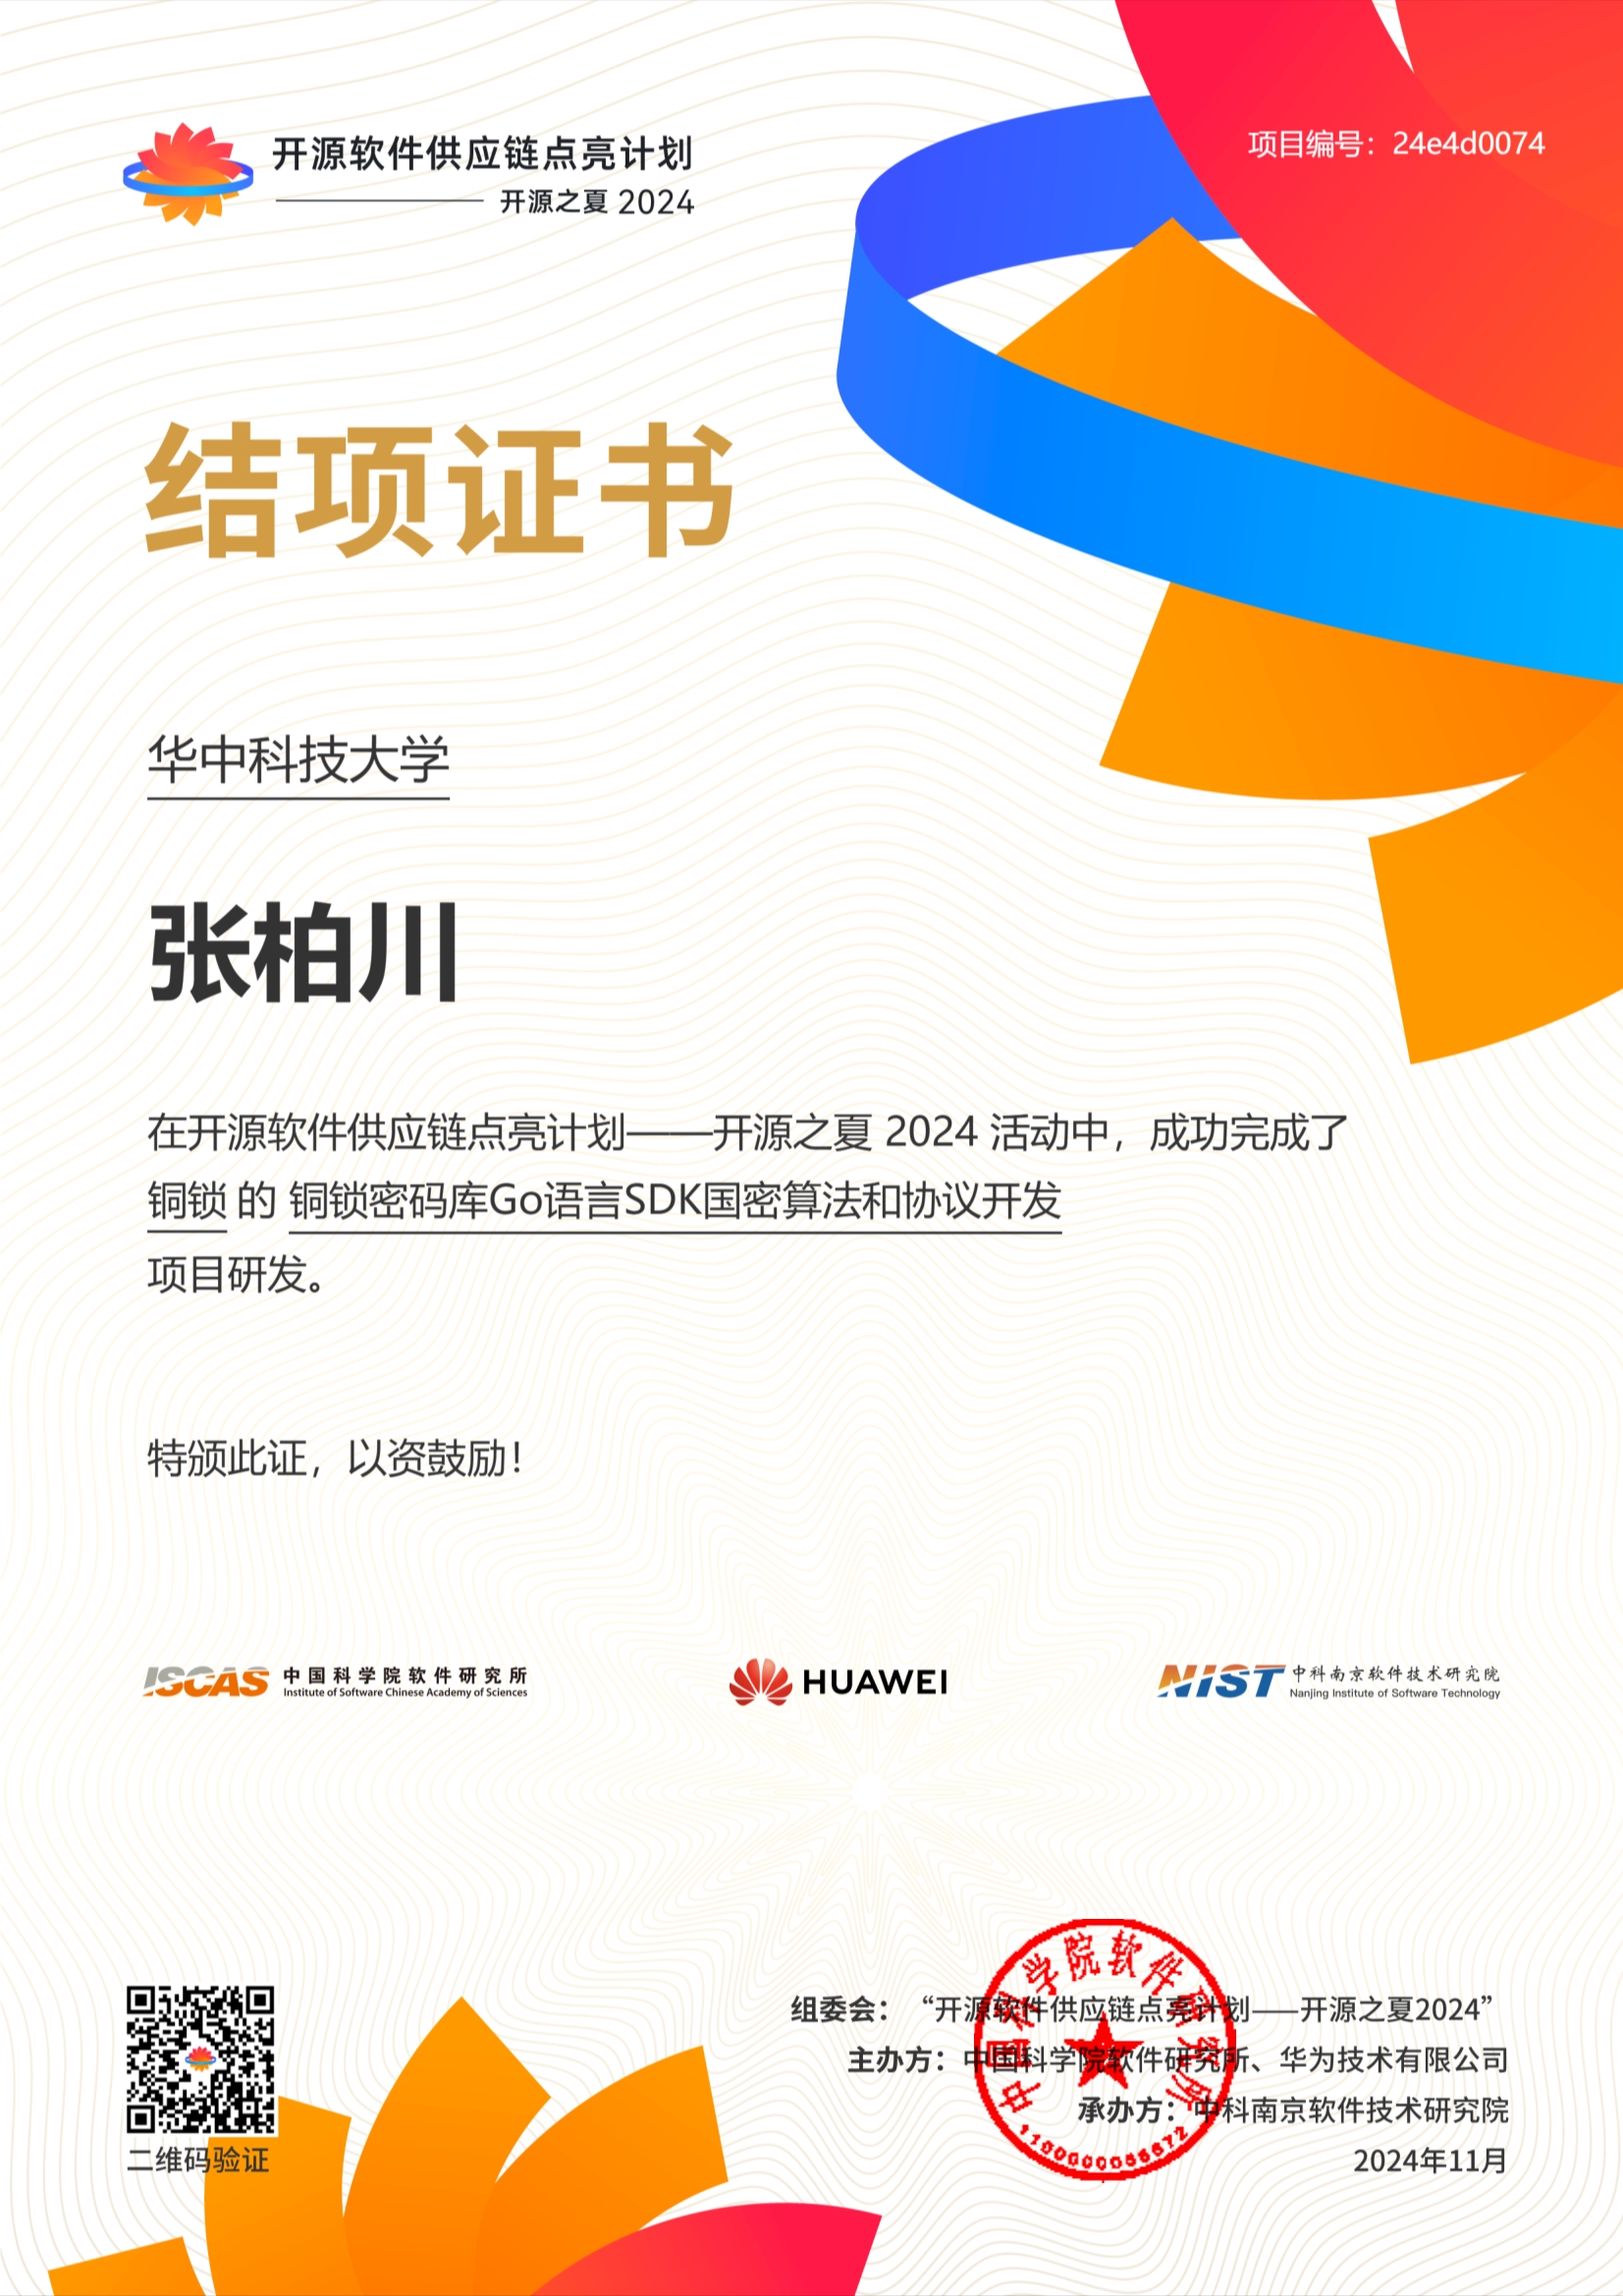 开源软件供应链点亮计划
开源之夏 2024
项目编号：24e4d0074
结项证书
华中科技大学
张柏川
在开源软件供应链点亮计划——开源之夏 2024 活动中，成功完成了
铜锁 的 铜锁密码库Go语言SDK国密算法和协议开发
项目研发。
特颁此证，以资鼓励！
ISCAS 中国科学院软件研究所
Institute of Software Chinese Academy of Sciences
HUAWEI
NIST 中科南京软件技术研究院
Nanjing Institute of Software Technology
组委会：“开源软件供应链点亮计划——开源之夏2024”
主办方：中国科学院软件研究所、华为技术有限公司
承办方：中科南京软件技术研究院
2024年11月
中国科学院软件研究所
二维码验证